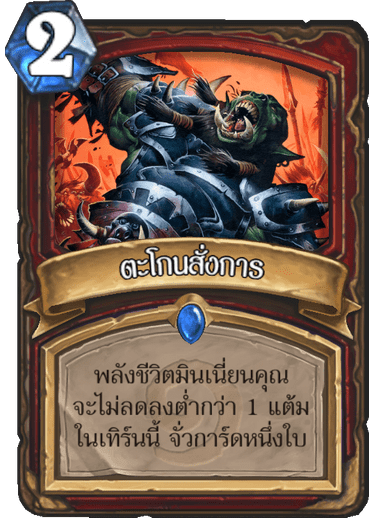 2
ตะโกนสั่งการ
พลังชีวิตมินเนี่ยนคุณ
จะไม่ลดลงต่ำกว่า 1 แต้ม
ในเทิร์นนี้ จั่วการ์ดหนึ่งใบ